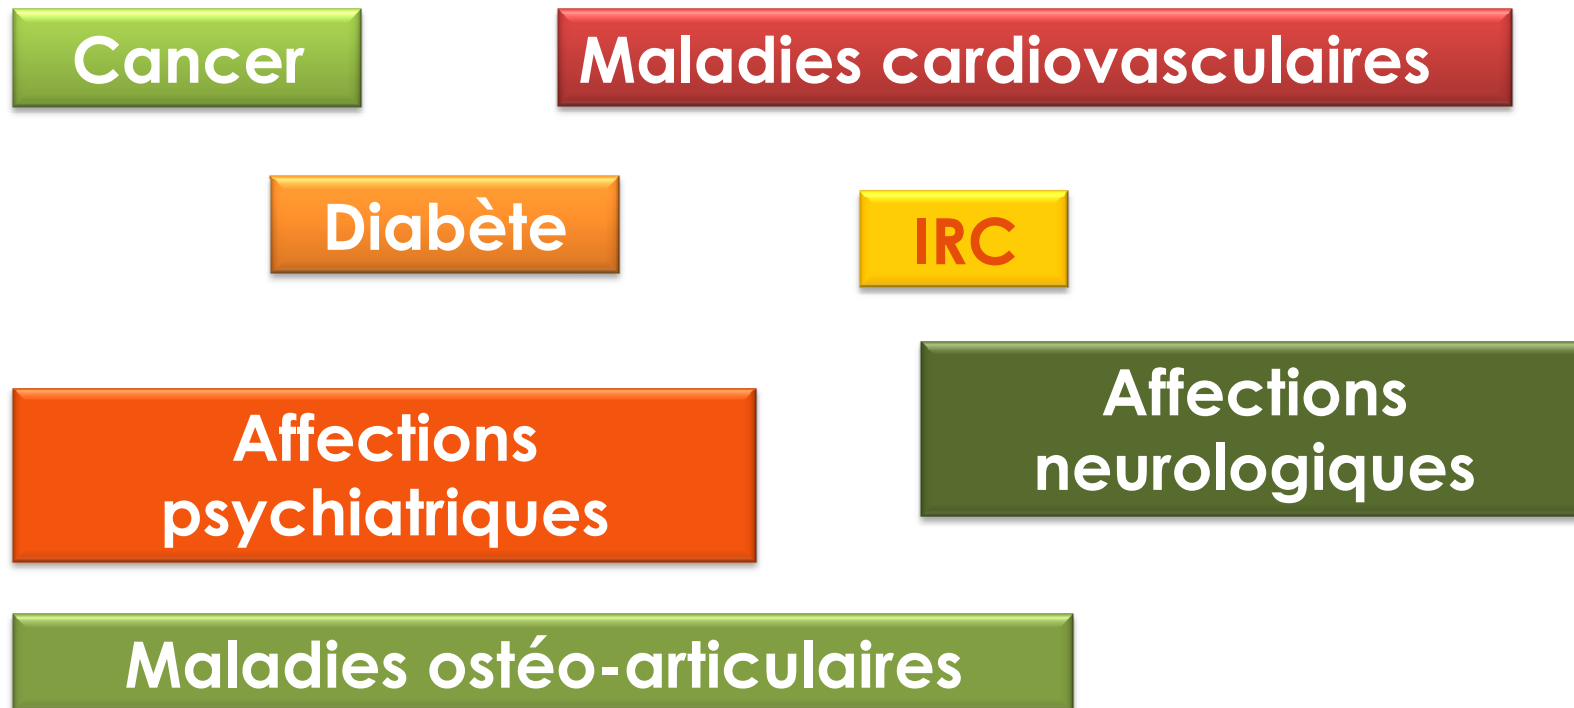 Cancer
Maladies cardiovasculaires
Diabète
IRC
Affections
psychiatriques
Affections
neurologiques
Maladies ostéo-articulaires